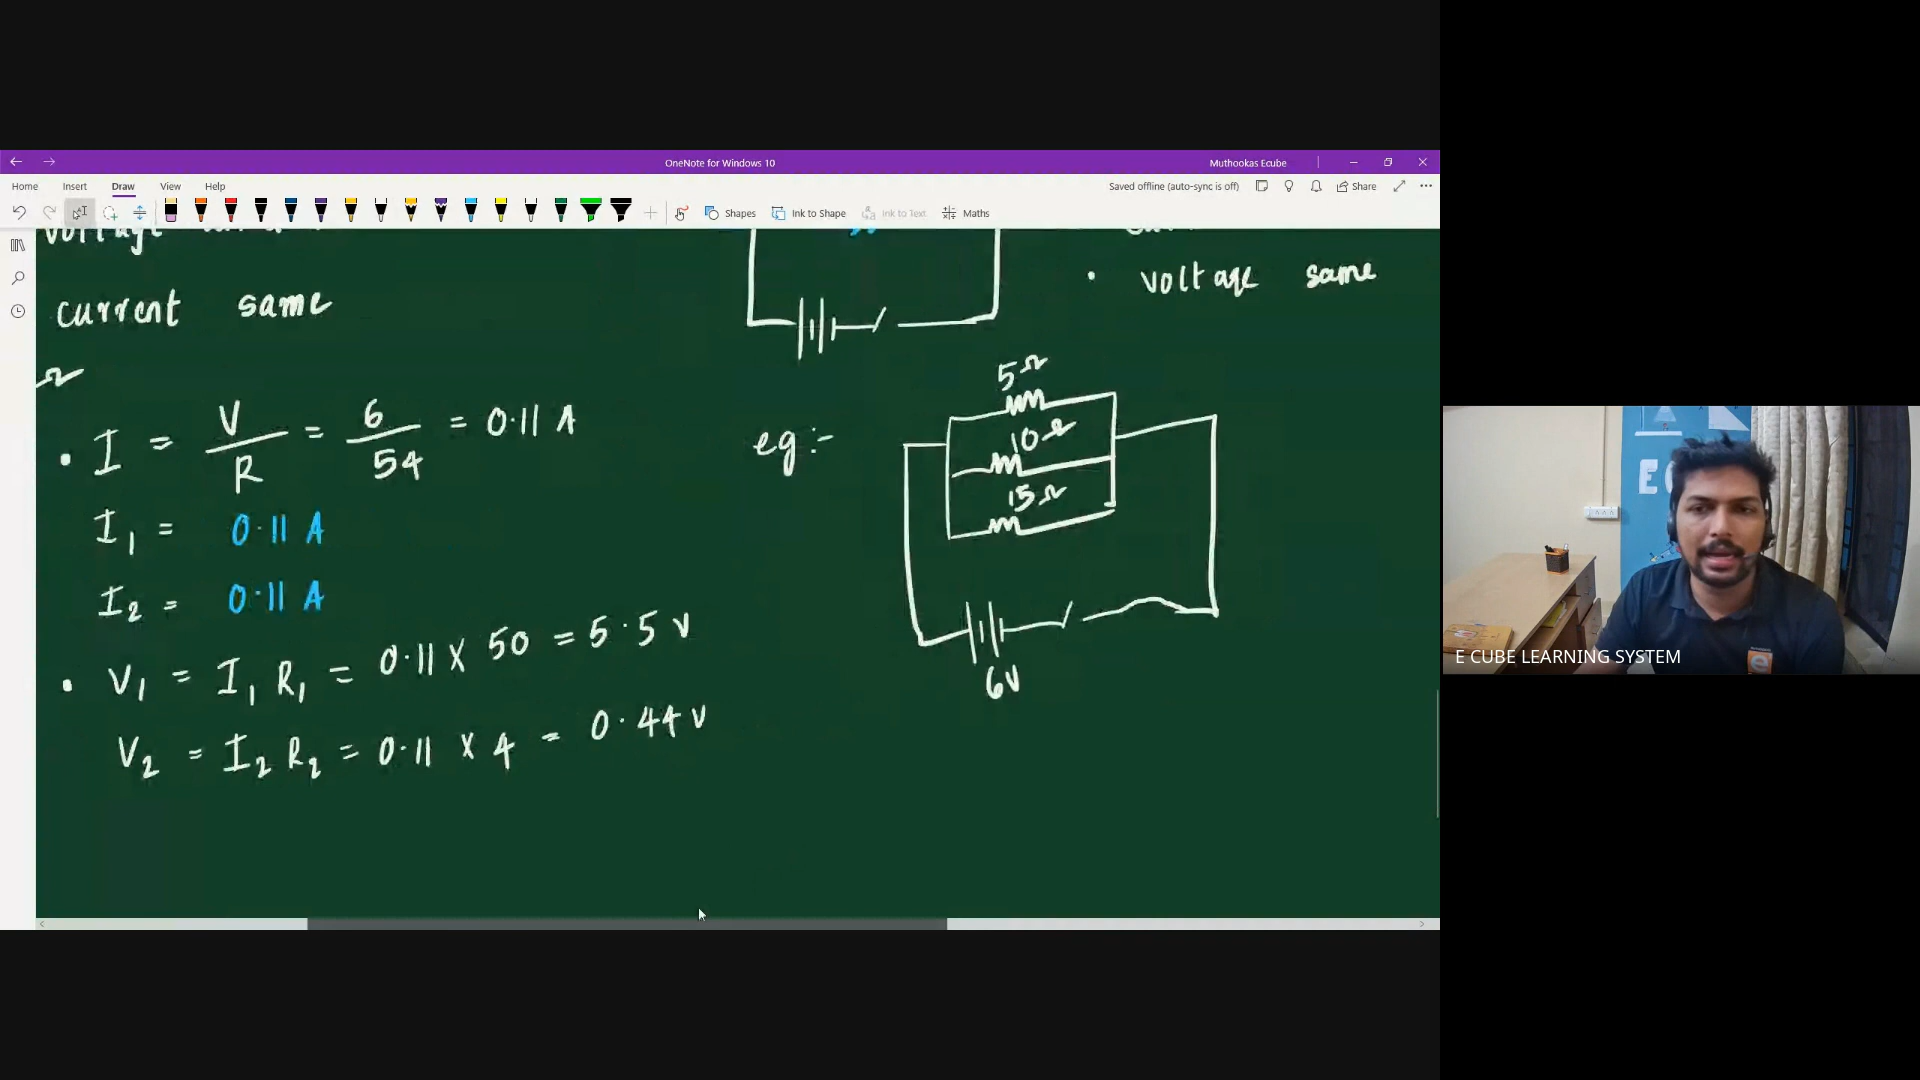 OneNote for Windows 10
Muthookas Ecube
Home Insert Draw View Help
Saved offline (auto-sync is off) Share
Shapes Ink to Shape Ink to Text Maths
voltage
current same
Ω
• I = V/R = 6/54 = 0.11 A
I₁ = 0.11 A
I₂ = 0.11 A
• V₁ = I₁ R₁ = 0.11 x 50 = 5.5 V
V₂ = I₂ R₂ = 0.11 x 4 = 0.44 V
• voltage same
eg :-
5Ω
10Ω
15Ω
6V
E
E CUBE LEARNING SYSTEM